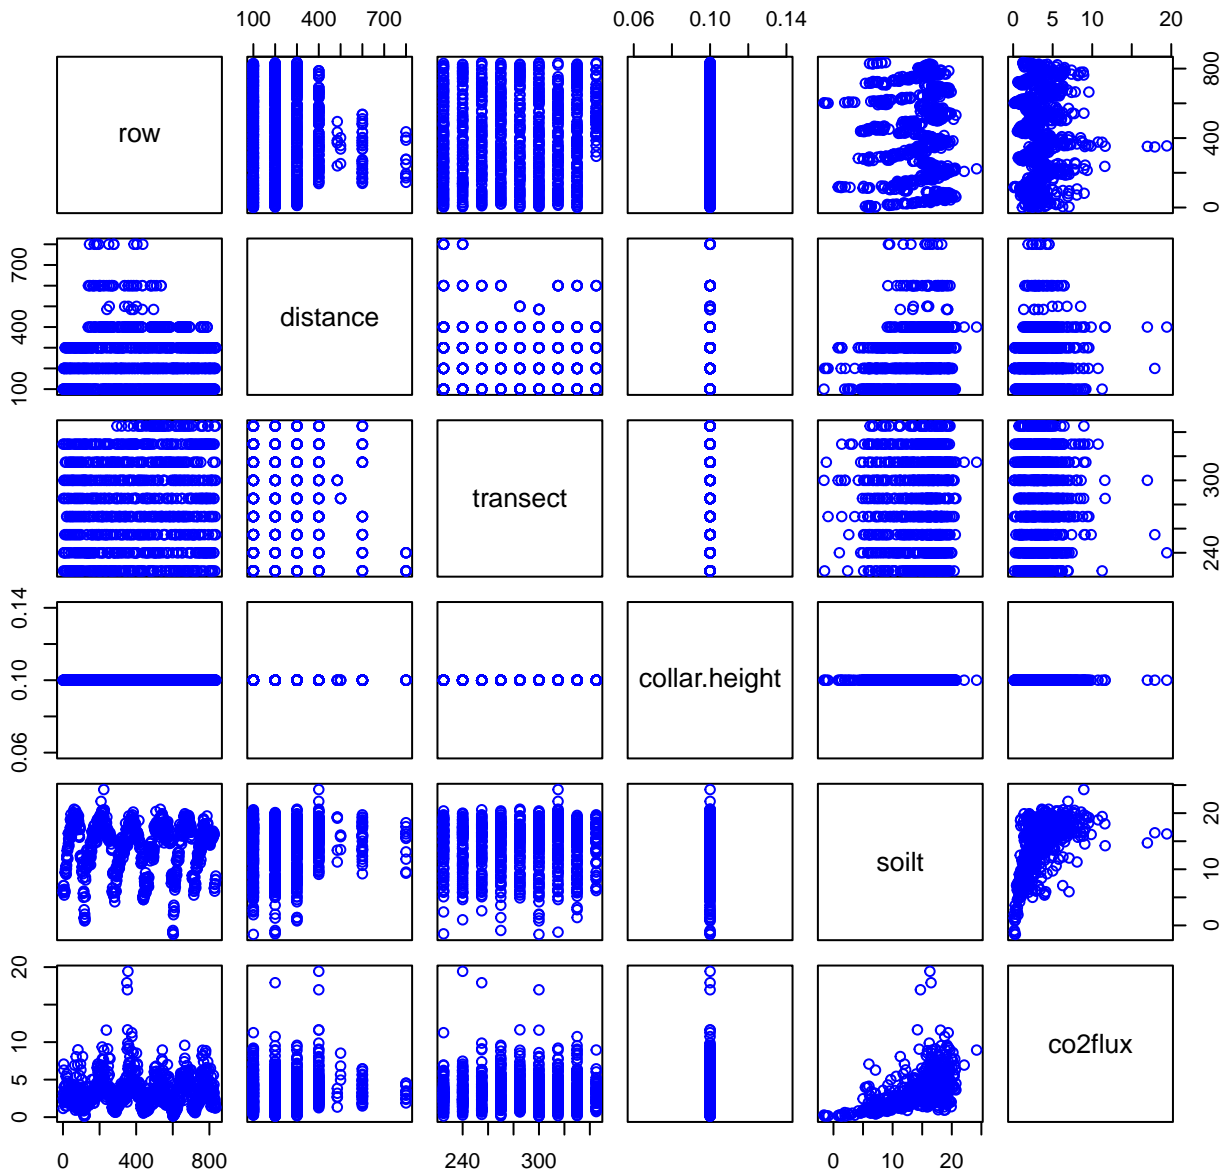 100 400 700 0.06 0.10 0.14 0 5 10 20
row 0 400 800
100 400 700 distance
transect 240 300
0.06 0.10 0.14 collar.height
soilt 0 10 20
0 5 10 20 co2flux
0 400 800 240 300 0 10 20